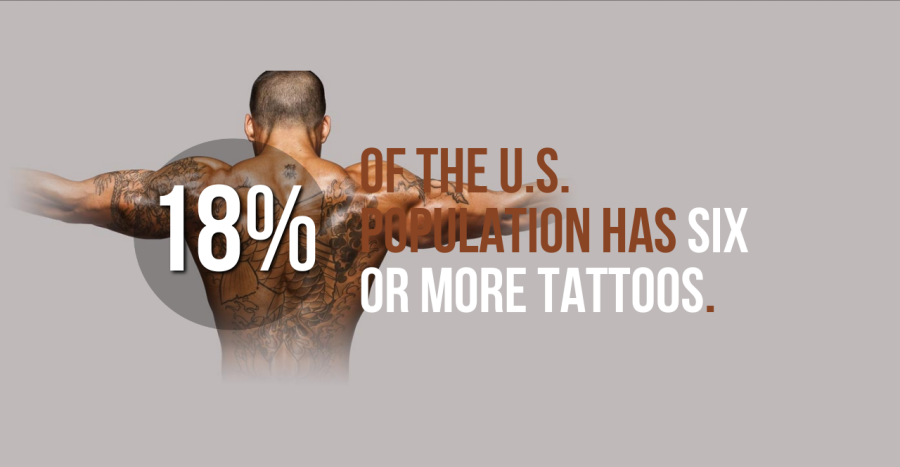 18%
OF THE U.S.
POPULATION HAS SIX
OR MORE TATTOOS.